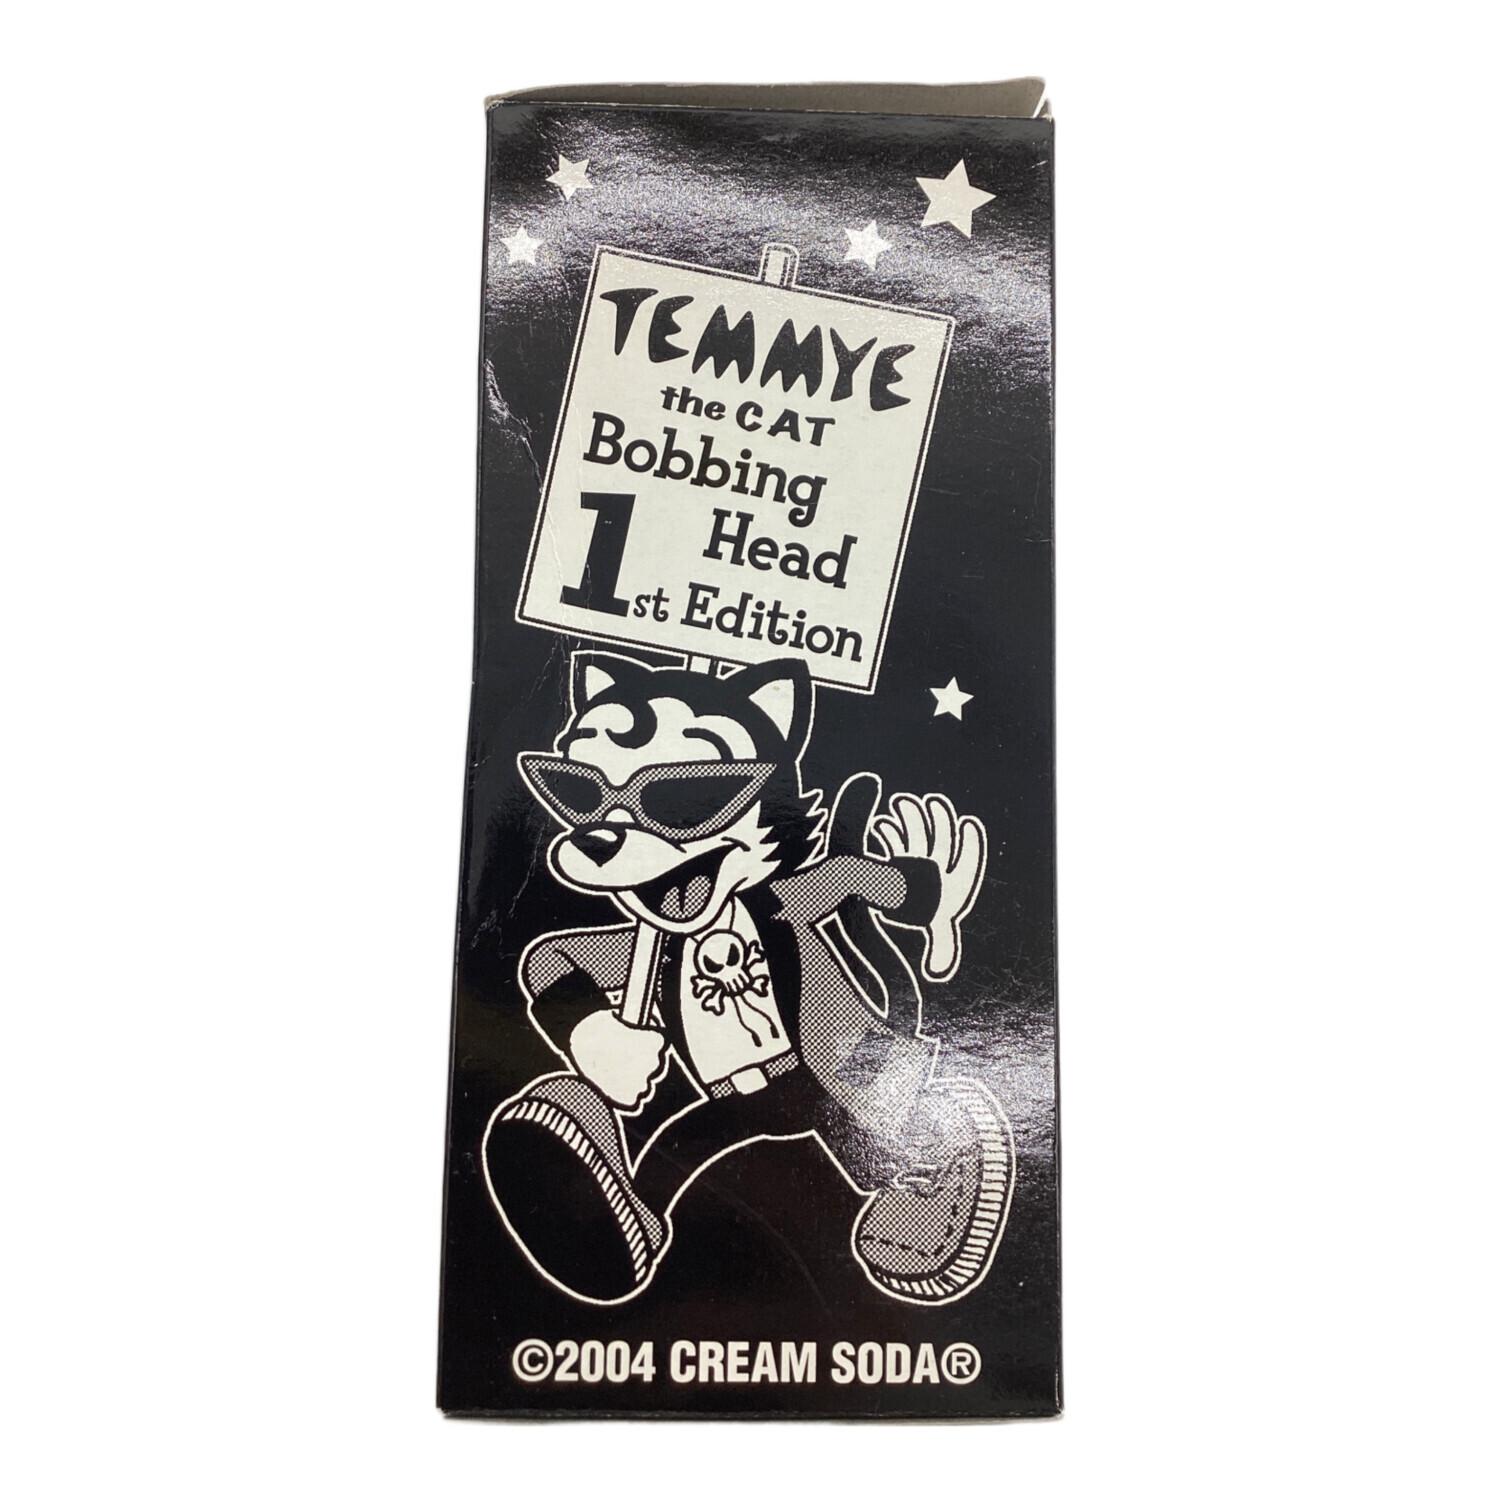 TEMMYE
the CAT
Bobbing
Head
1st Edition
©2004 CREAM SODA®